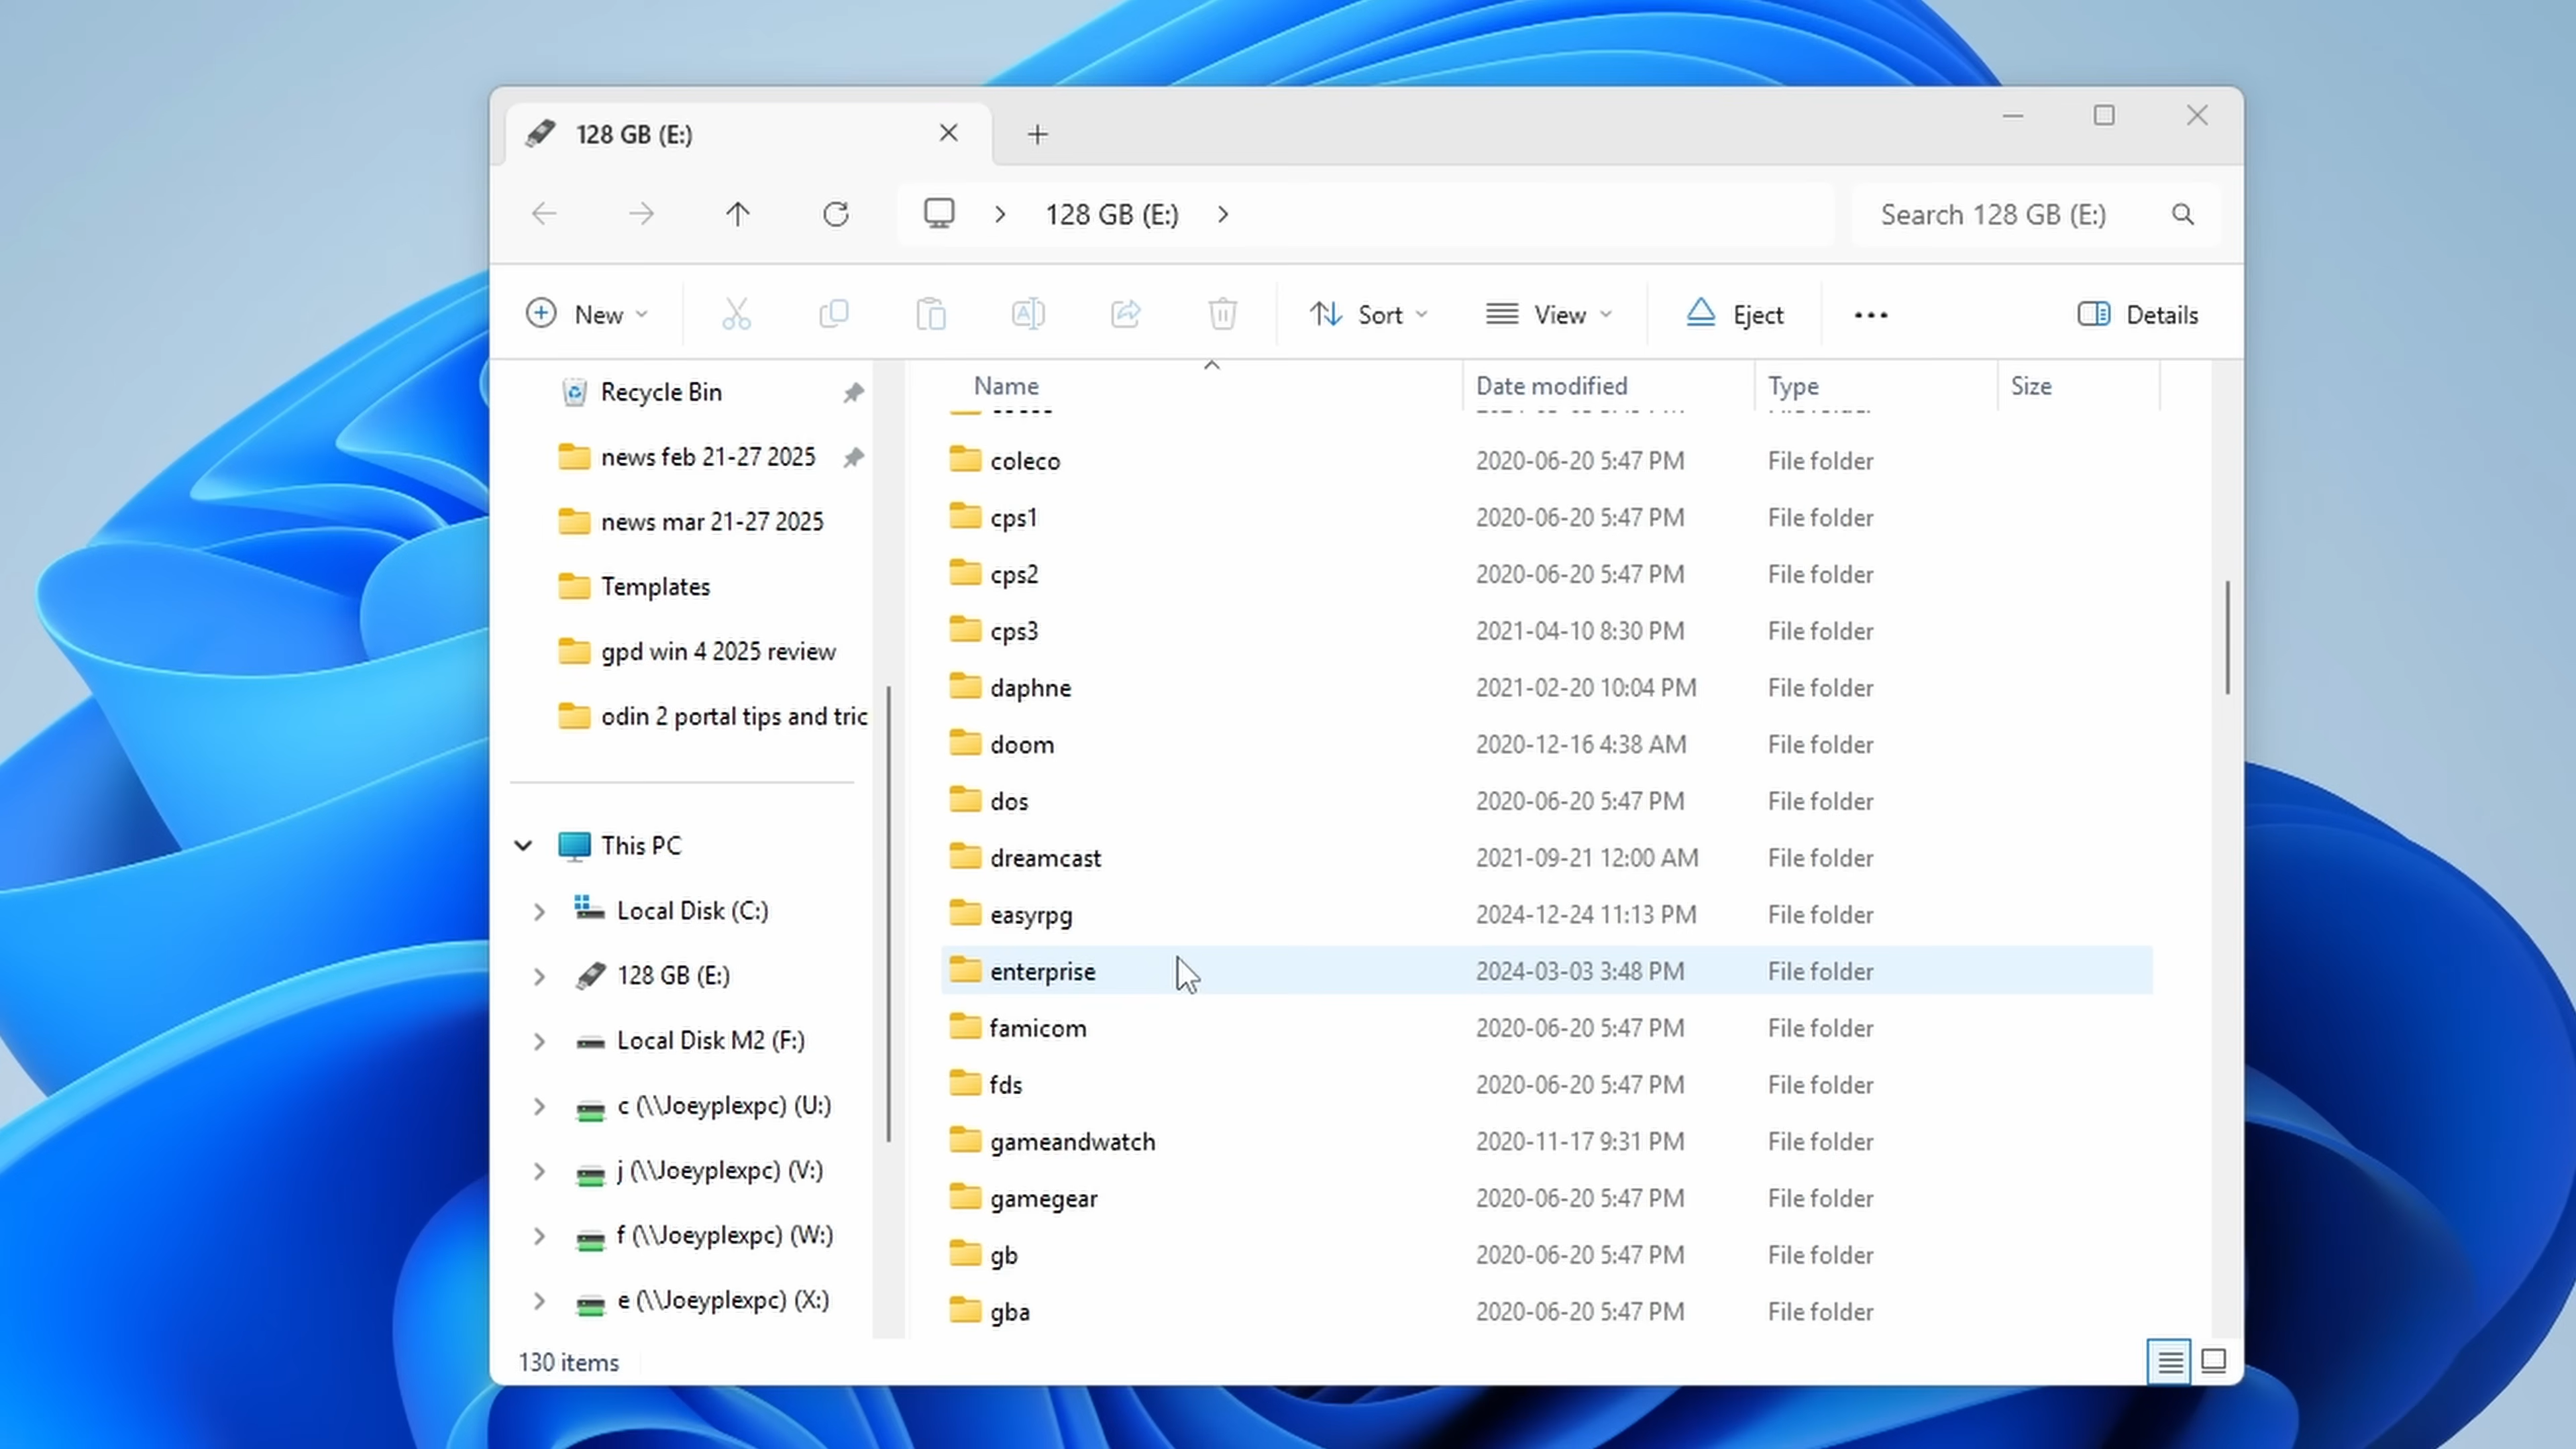 128 GB (E:)
128 GB (E:)
Search 128 GB (E:)
New
Sort
View
Eject
Details
Recycle Bin
news feb 21-27 2025
news mar 21-27 2025
Templates
gpd win 4 2025 review
odin 2 portal tips and tric
This PC
Local Disk (C:)
128 GB (E:)
Local Disk M2 (F:)
c (\\Joeyplexpc) (U:)
j (\\Joeyplexpc) (V:)
f (\\Joeyplexpc) (W:)
e (\\Joeyplexpc) (X:)
Name Date modified Type Size
coleco 2020-06-20 5:47 PM File folder
cps1 2020-06-20 5:47 PM File folder
cps2 2020-06-20 5:47 PM File folder
cps3 2021-04-10 8:30 PM File folder
daphne 2021-02-20 10:04 PM File folder
doom 2020-12-16 4:38 AM File folder
dos 2020-06-20 5:47 PM File folder
dreamcast 2021-09-21 12:00 AM File folder
easyrpg 2024-12-24 11:13 PM File folder
enterprise 2024-03-03 3:48 PM File folder
famicom 2020-06-20 5:47 PM File folder
fds 2020-06-20 5:47 PM File folder
gameandwatch 2020-11-17 9:31 PM File folder
gamegear 2020-06-20 5:47 PM File folder
gb 2020-06-20 5:47 PM File folder
gba 2020-06-20 5:47 PM File folder
130 items